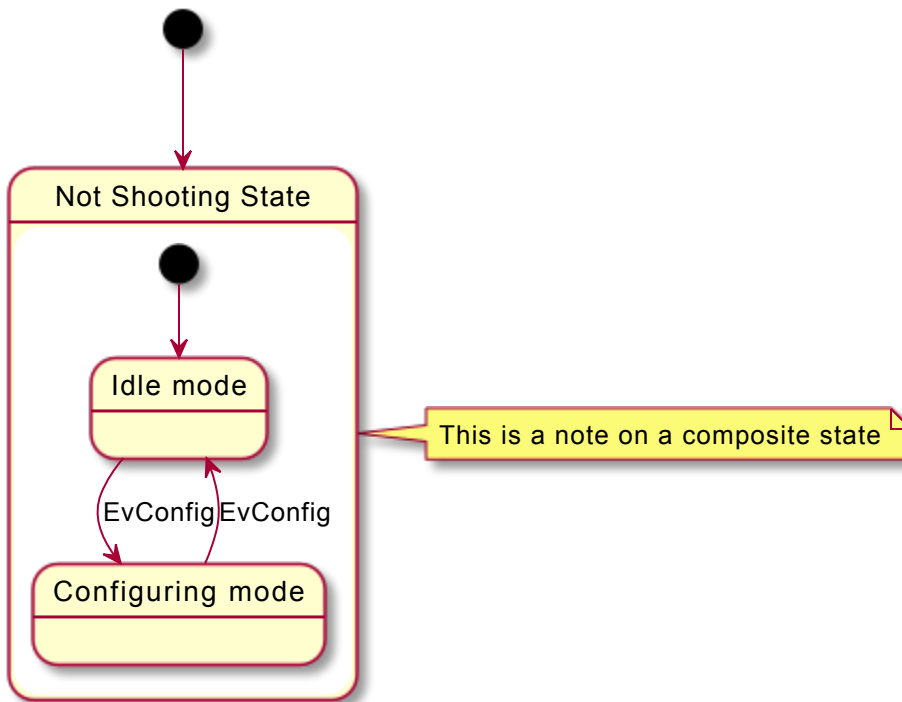 Not Shooting State
Idle mode
This is a note on a composite state
EvConfig
EvConfig
Configuring mode